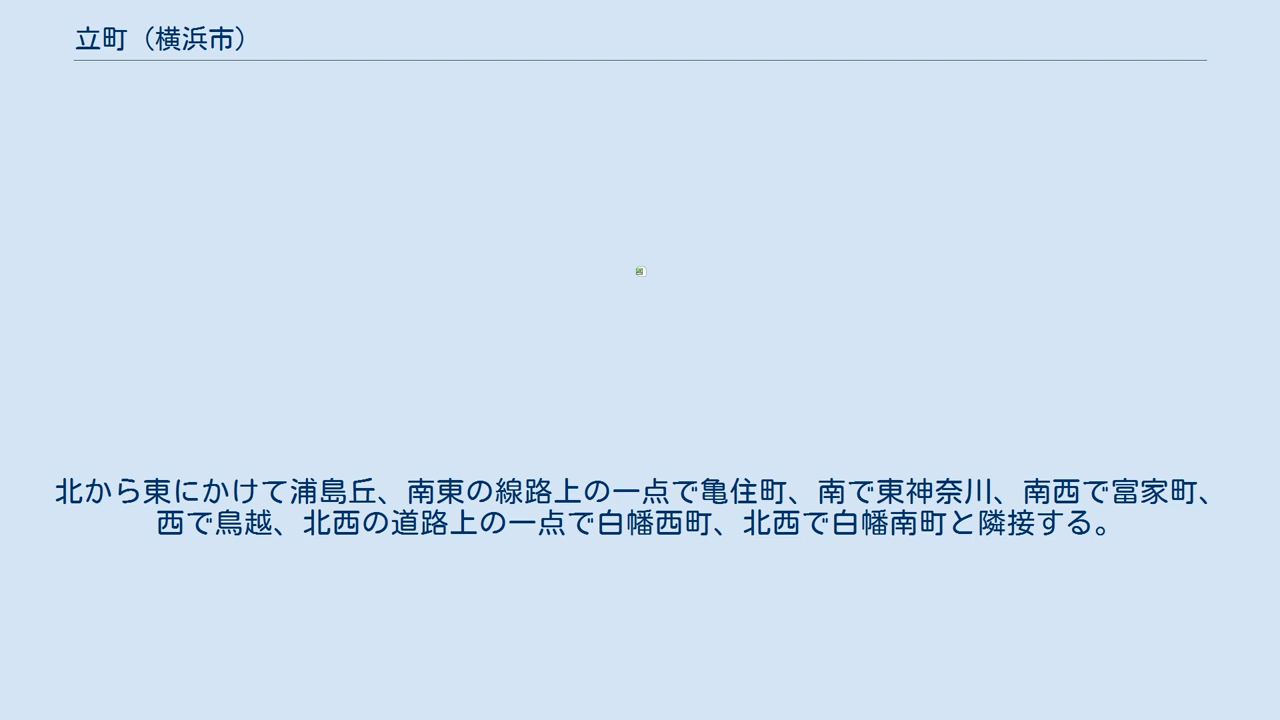 立町（横浜市）
北から東にかけて浦島丘、南東の線路上の一点で亀住町、南で東神奈川、南西で富家町、
西で鳥越、北西の道路上の一点で白幡西町、北西で白幡南町と隣接する。